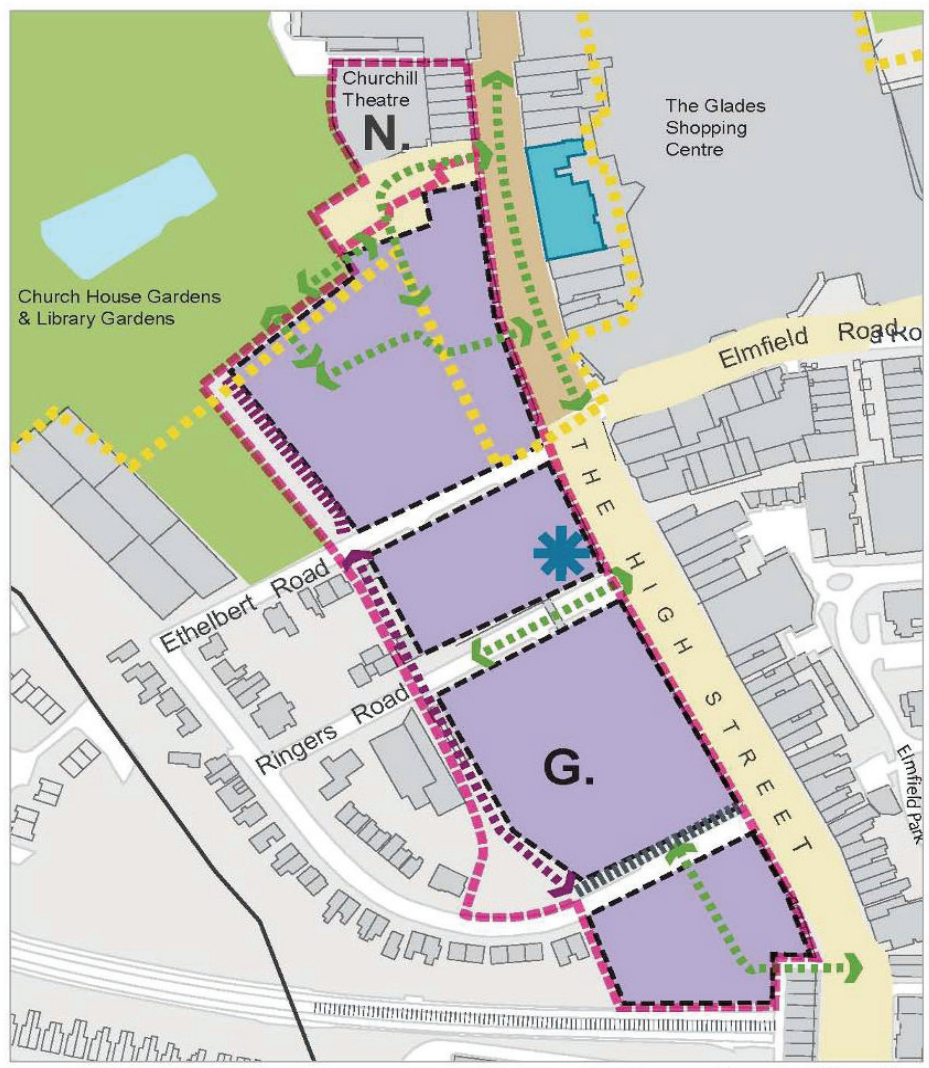 Churchill
Theatre
N.
The Glades
Shopping
Centre
Church House Gardens
& Library Gardens
Elmfield Road
THE HIGH STREET
Ethelbert Road
Ringers Road
G.
Elmfield Park